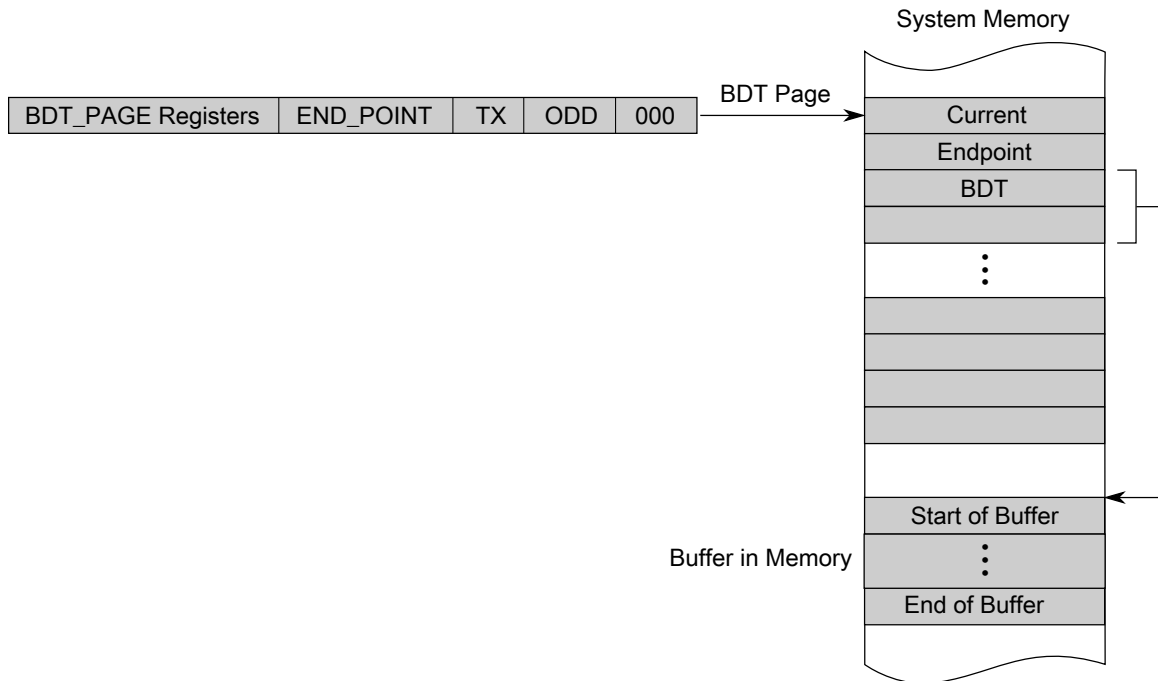 System Memory
BDT Page
BDT_PAGE Registers END_POINT TX ODD 000
Current
Endpoint
BDT
Start of Buffer
Buffer in Memory
End of Buffer